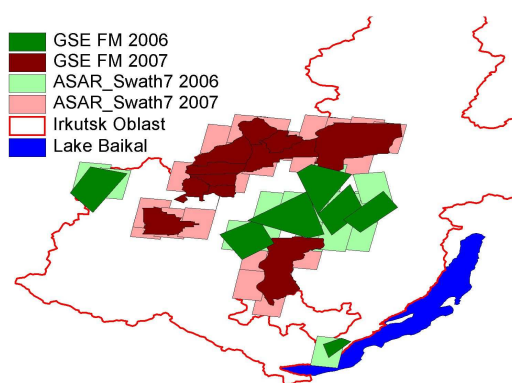 GSE FM 2006
GSE FM 2007
ASAR_Swath7 2006
ASAR_Swath7 2007
Irkutsk Oblast
Lake Baikal